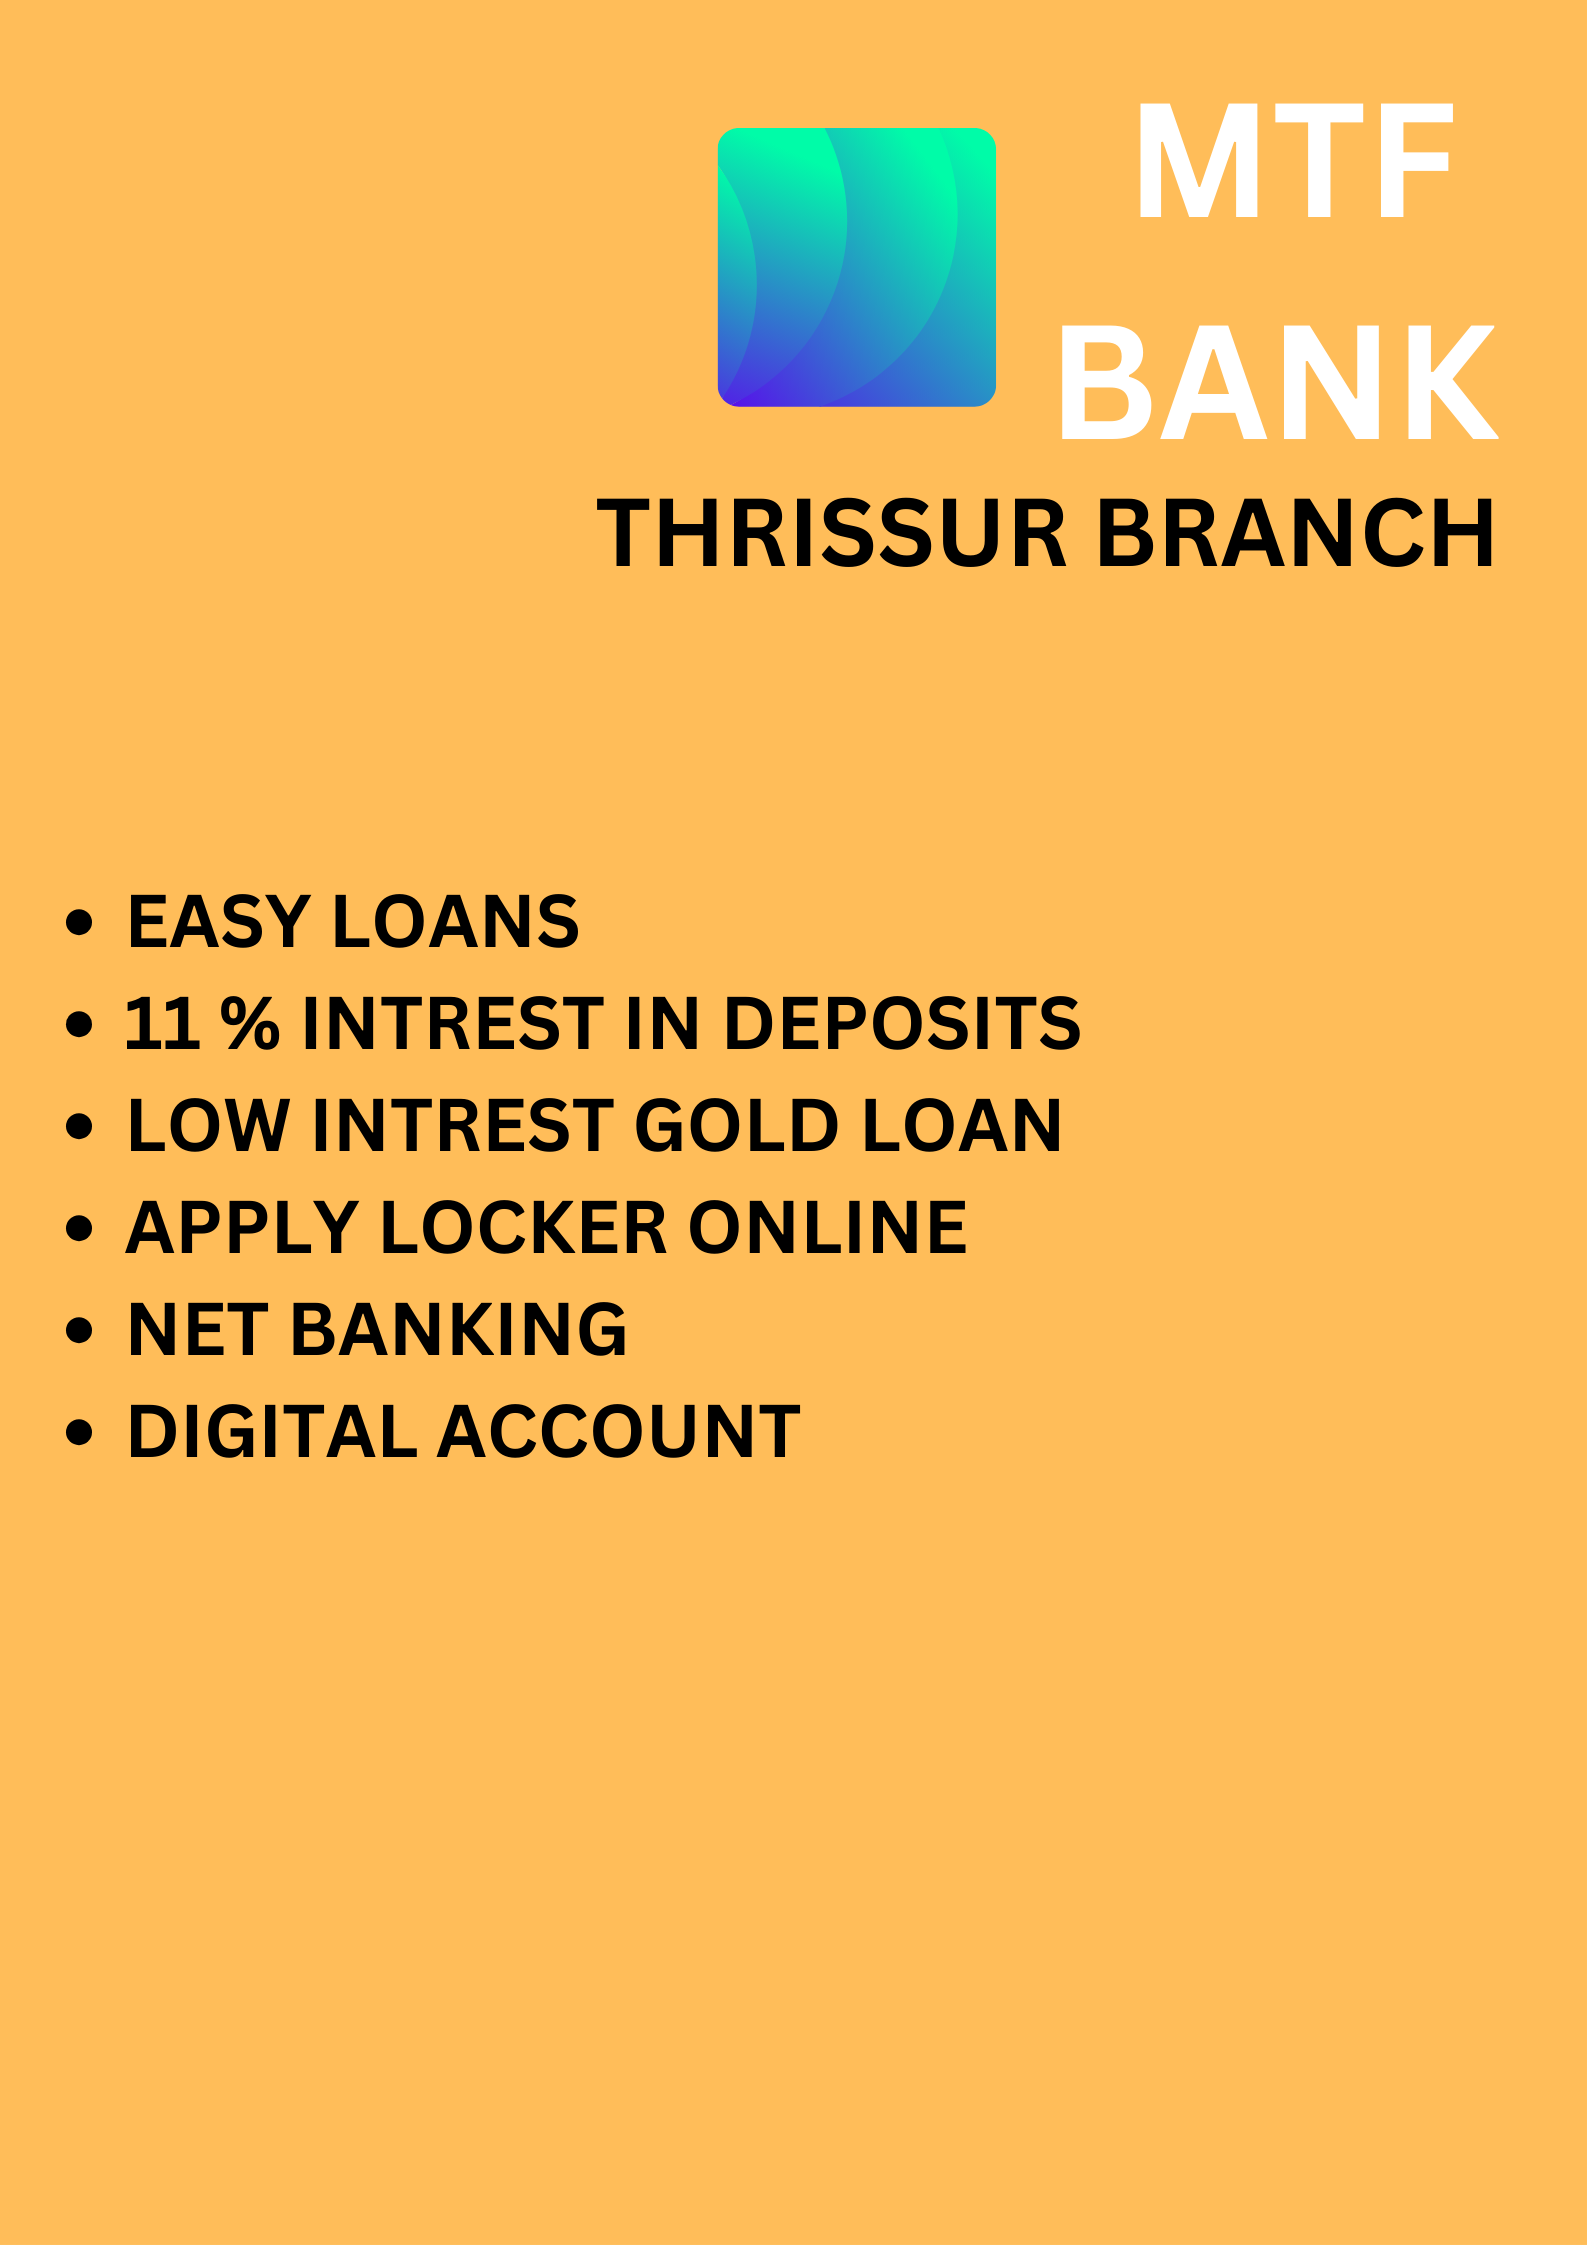 MTF
BANK
THRISSUR BRANCH
• EASY LOANS
• 11 % INTREST IN DEPOSITS
• LOW INTREST GOLD LOAN
• APPLY LOCKER ONLINE
• NET BANKING
• DIGITAL ACCOUNT